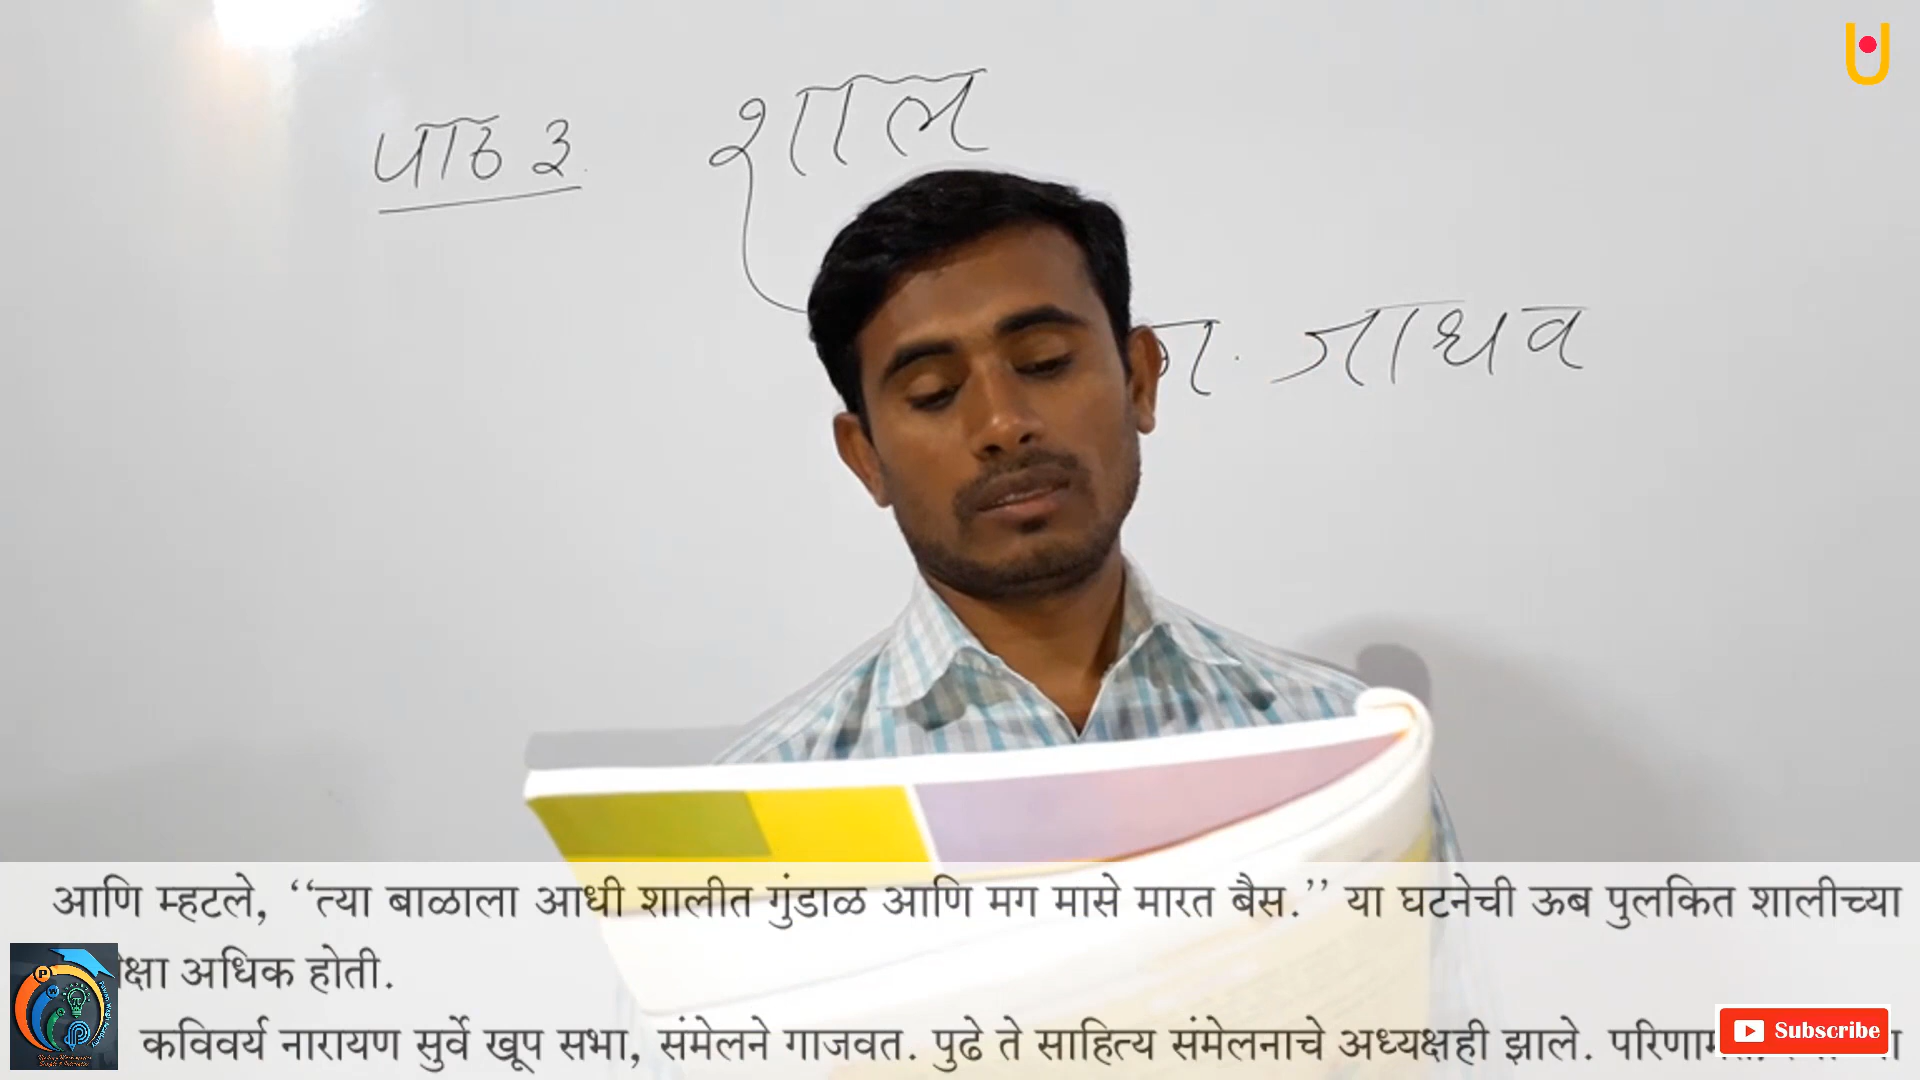 पाठ ३.
शाल
जाधव
आणि म्हटले, ‘‘त्या बाळाला आधी शालीत गुंडाळ आणि मग मासे मारत बैस.’’ या घटनेची ऊब पुलकित शालीच्या
अधिक होती.
कविवर्य नारायण सुर्वे खूप सभा, संमेलने गाजवत. पुढे ते साहित्य संमेलनाचे अध्यक्षही झाले.
Subscribe